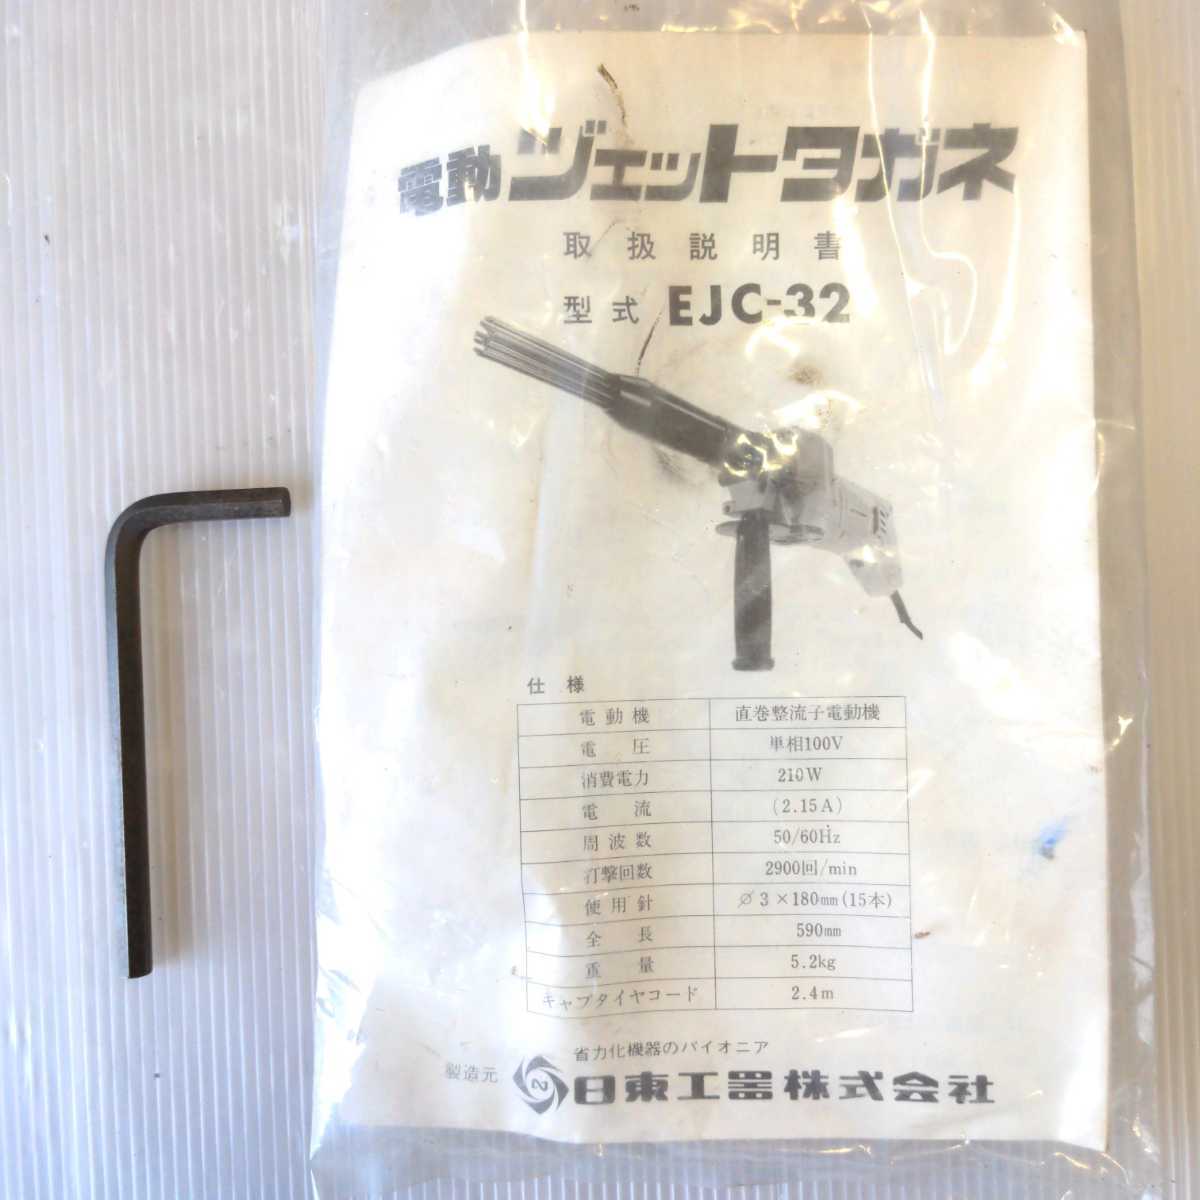 電動ジェットタガネ
取扱説明書
型式 EJC-32
仕様
電動機 直巻整流子電動機
電圧 単相100V
消費電力 210W
電流 (2.15A)
周波数 50/60Hz
打撃回数 2900回/min
使用針 ∅3×180mm(15本)
全長 590mm
重量 5.2kg
キャプタイヤコード 2.4m
省力化機器のパイオニア
製造元 日東工器株式会社